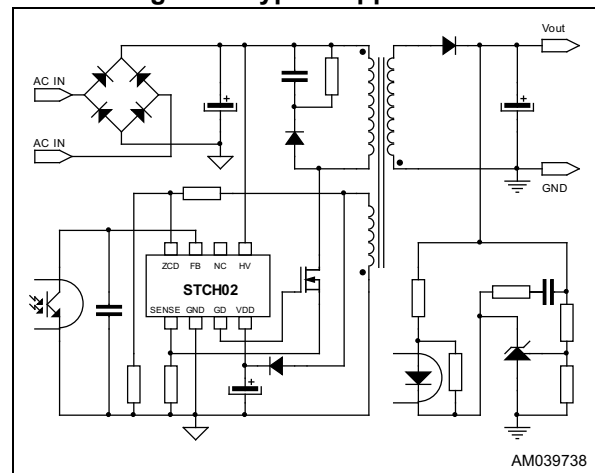 Vout
AC IN
AC IN
GND
ZCD FB NC HV
STCH02
SENSE GND GD VDD
AM039738